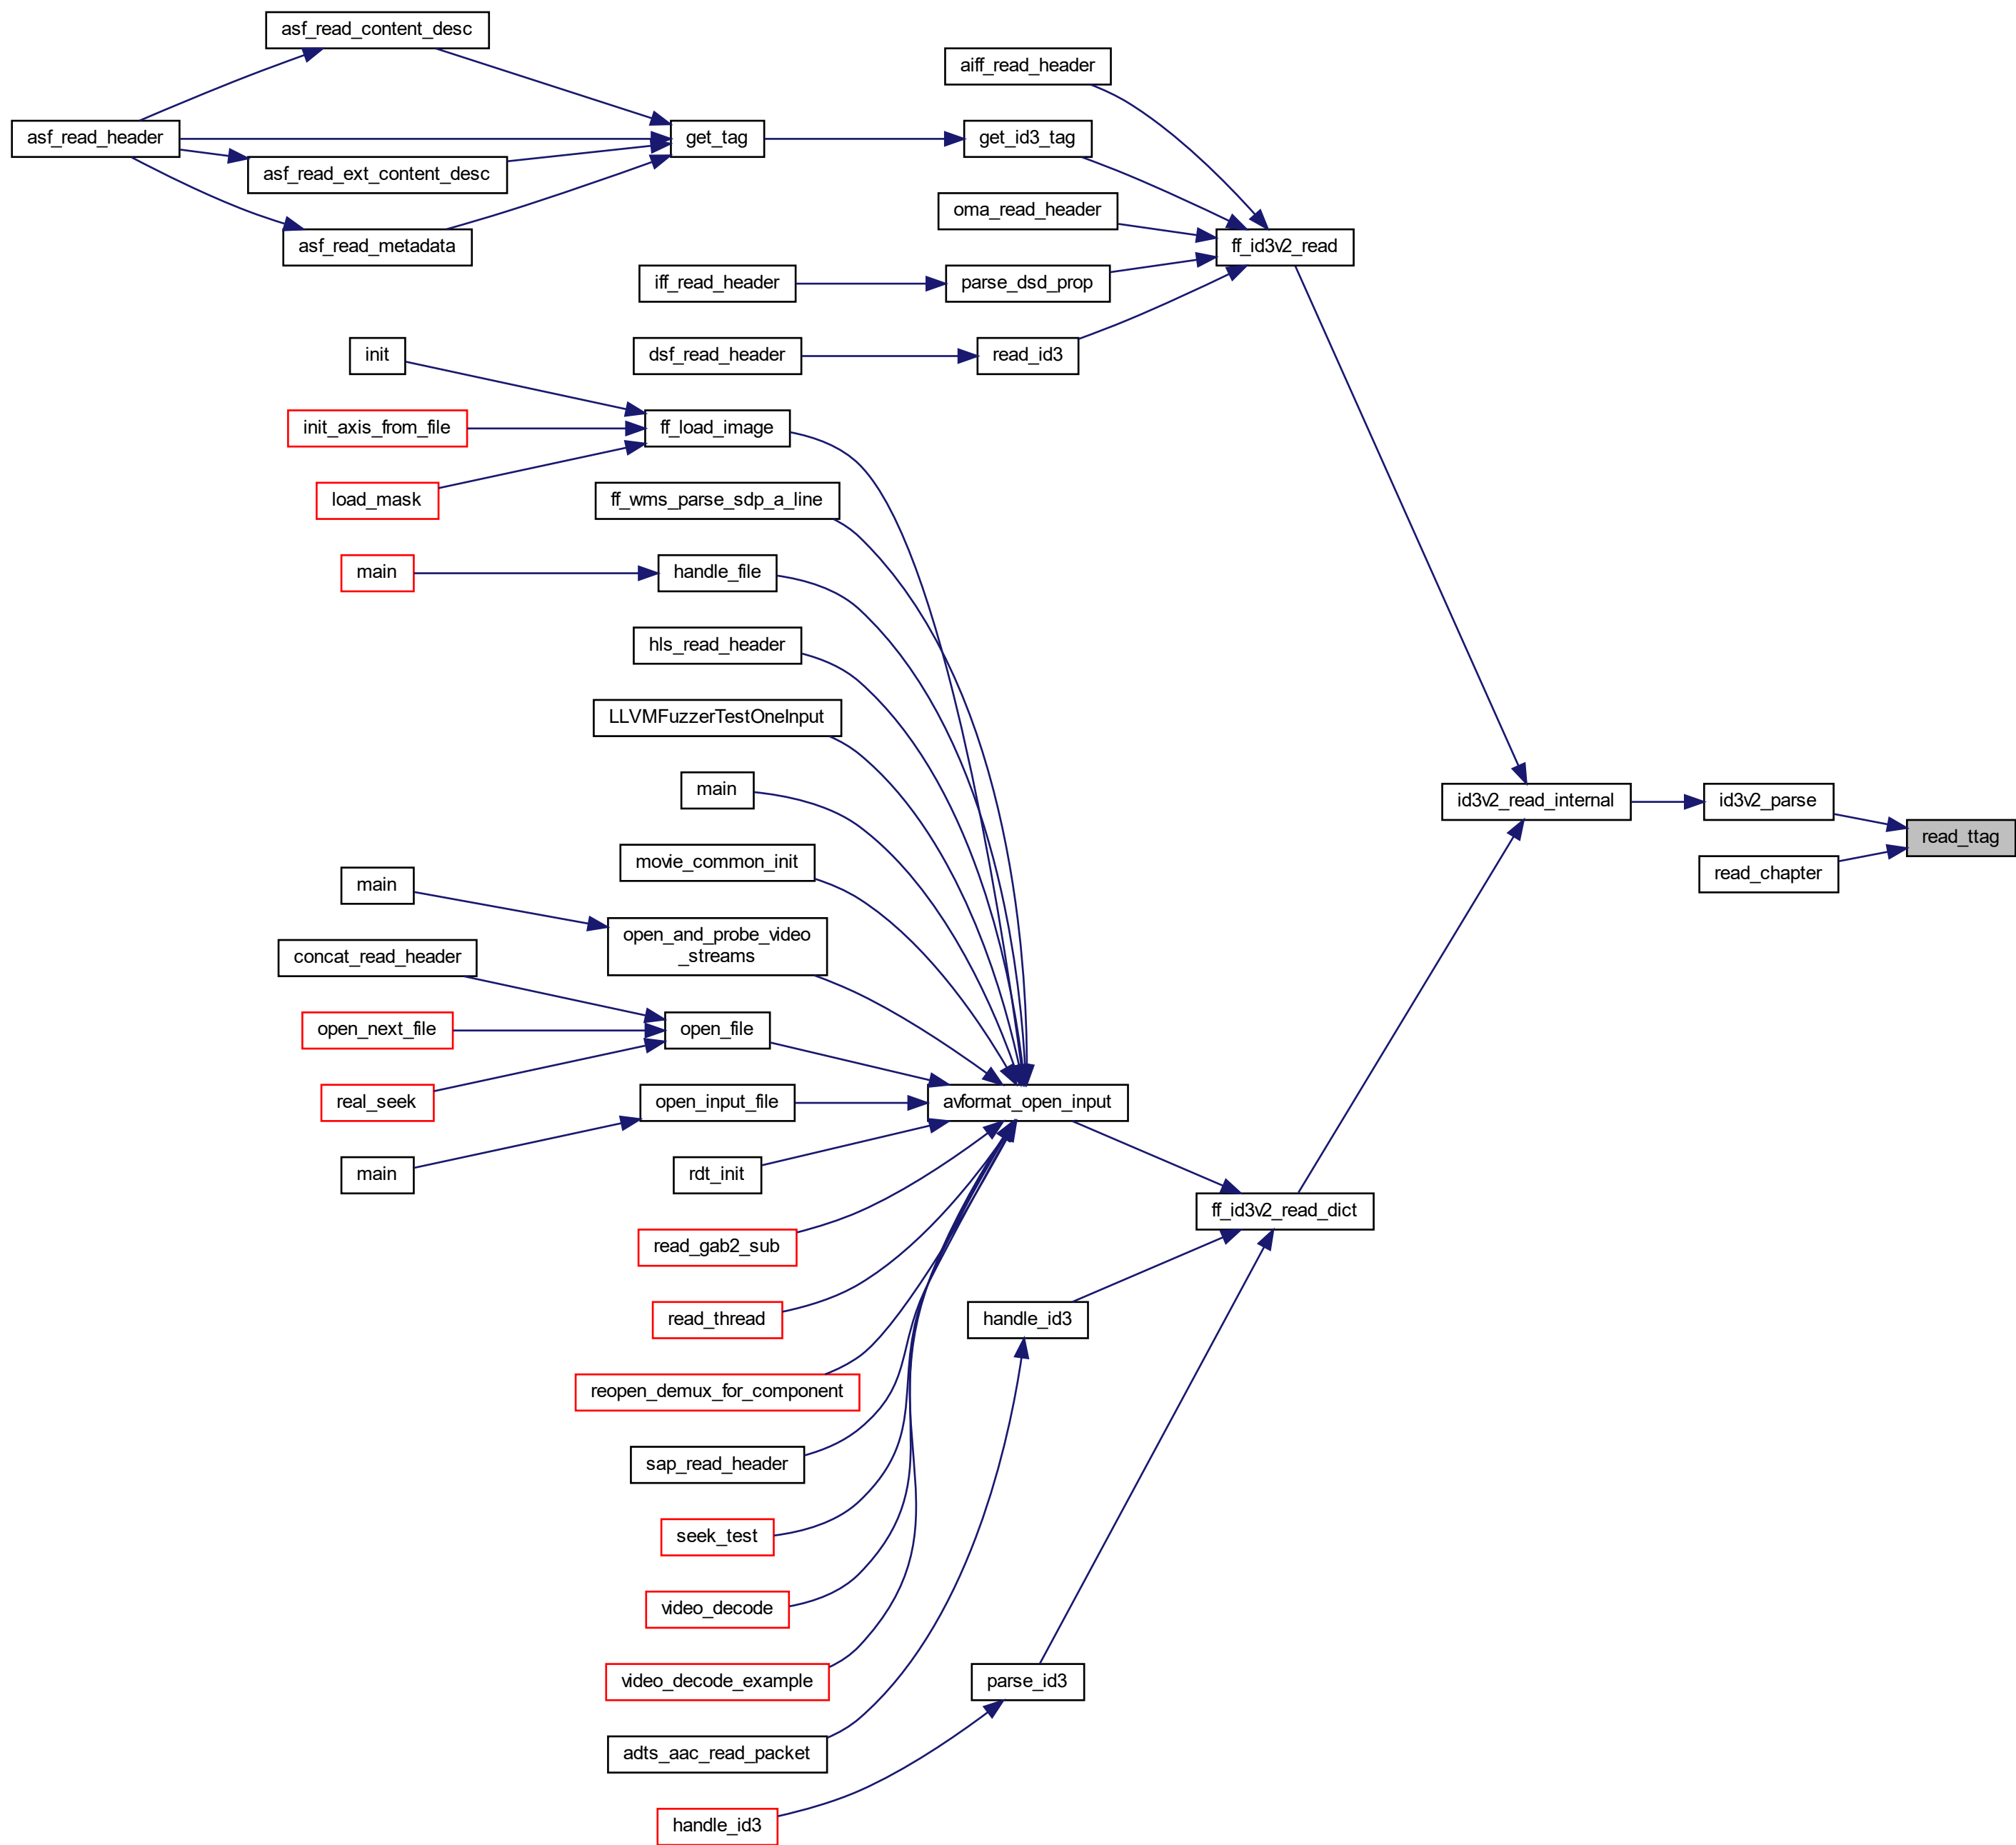 asf_read_content_desc
asf_read_header
asf_read_ext_content_desc
asf_read_metadata
get_tag
aiff_read_header
get_id3_tag
oma_read_header
iff_read_header
parse_dsd_prop
dsf_read_header
read_id3
ff_id3v2_read
init
init_axis_from_file
load_mask
ff_load_image
ff_wms_parse_sdp_a_line
main
handle_file
hls_read_header
LLVMFuzzerTestOneInput
main
movie_common_init
main
open_and_probe_video
_streams
concat_read_header
open_next_file
real_seek
open_file
open_input_file
main
rdt_init
read_gab2_sub
read_thread
reopen_demux_for_component
sap_read_header
seek_test
video_decode
video_decode_example
adts_aac_read_packet
handle_id3
avformat_open_input
handle_id3
parse_id3
ff_id3v2_read_dict
id3v2_read_internal
id3v2_parse
read_chapter
read_ttag